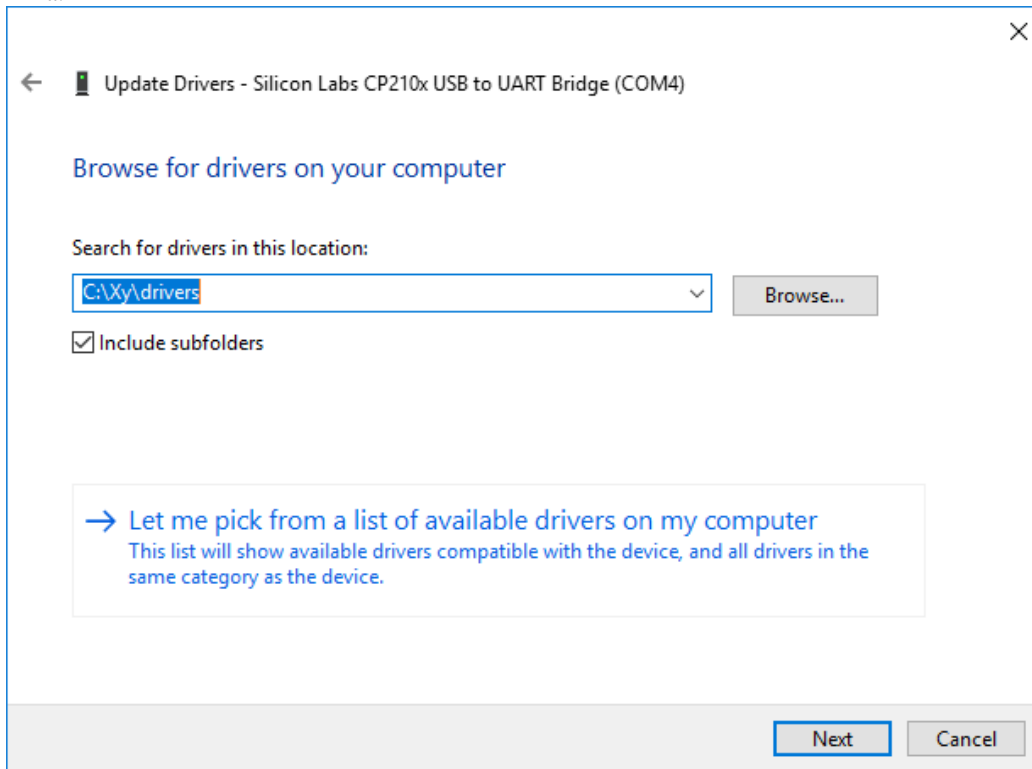 Update Drivers - Silicon Labs CP210x USB to UART Bridge (COM4)
Browse for drivers on your computer
Search for drivers in this location:
C:\Xy\drivers
Browse...
Include subfolders
Let me pick from a list of available drivers on my computer
This list will show available drivers compatible with the device, and all drivers in the
same category as the device.
Next
Cancel